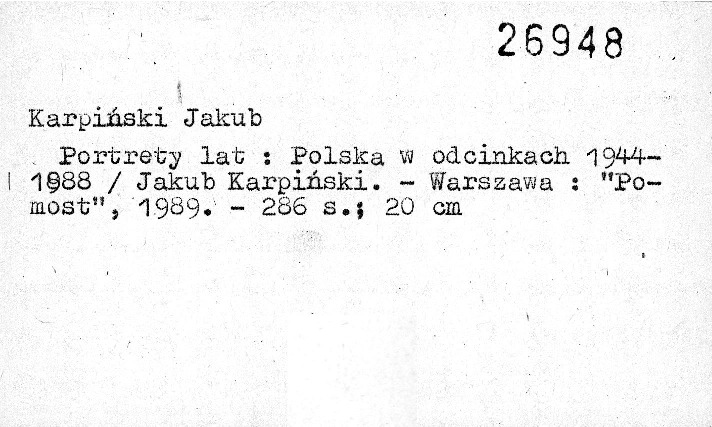 26948
Karpiński Jakub
Portrety lat : Polska w odcinkach 1944-
1988 / Jakub Karpiński. - Warszawa : "Po-
most", 1989. - 286 s.; 20 cm